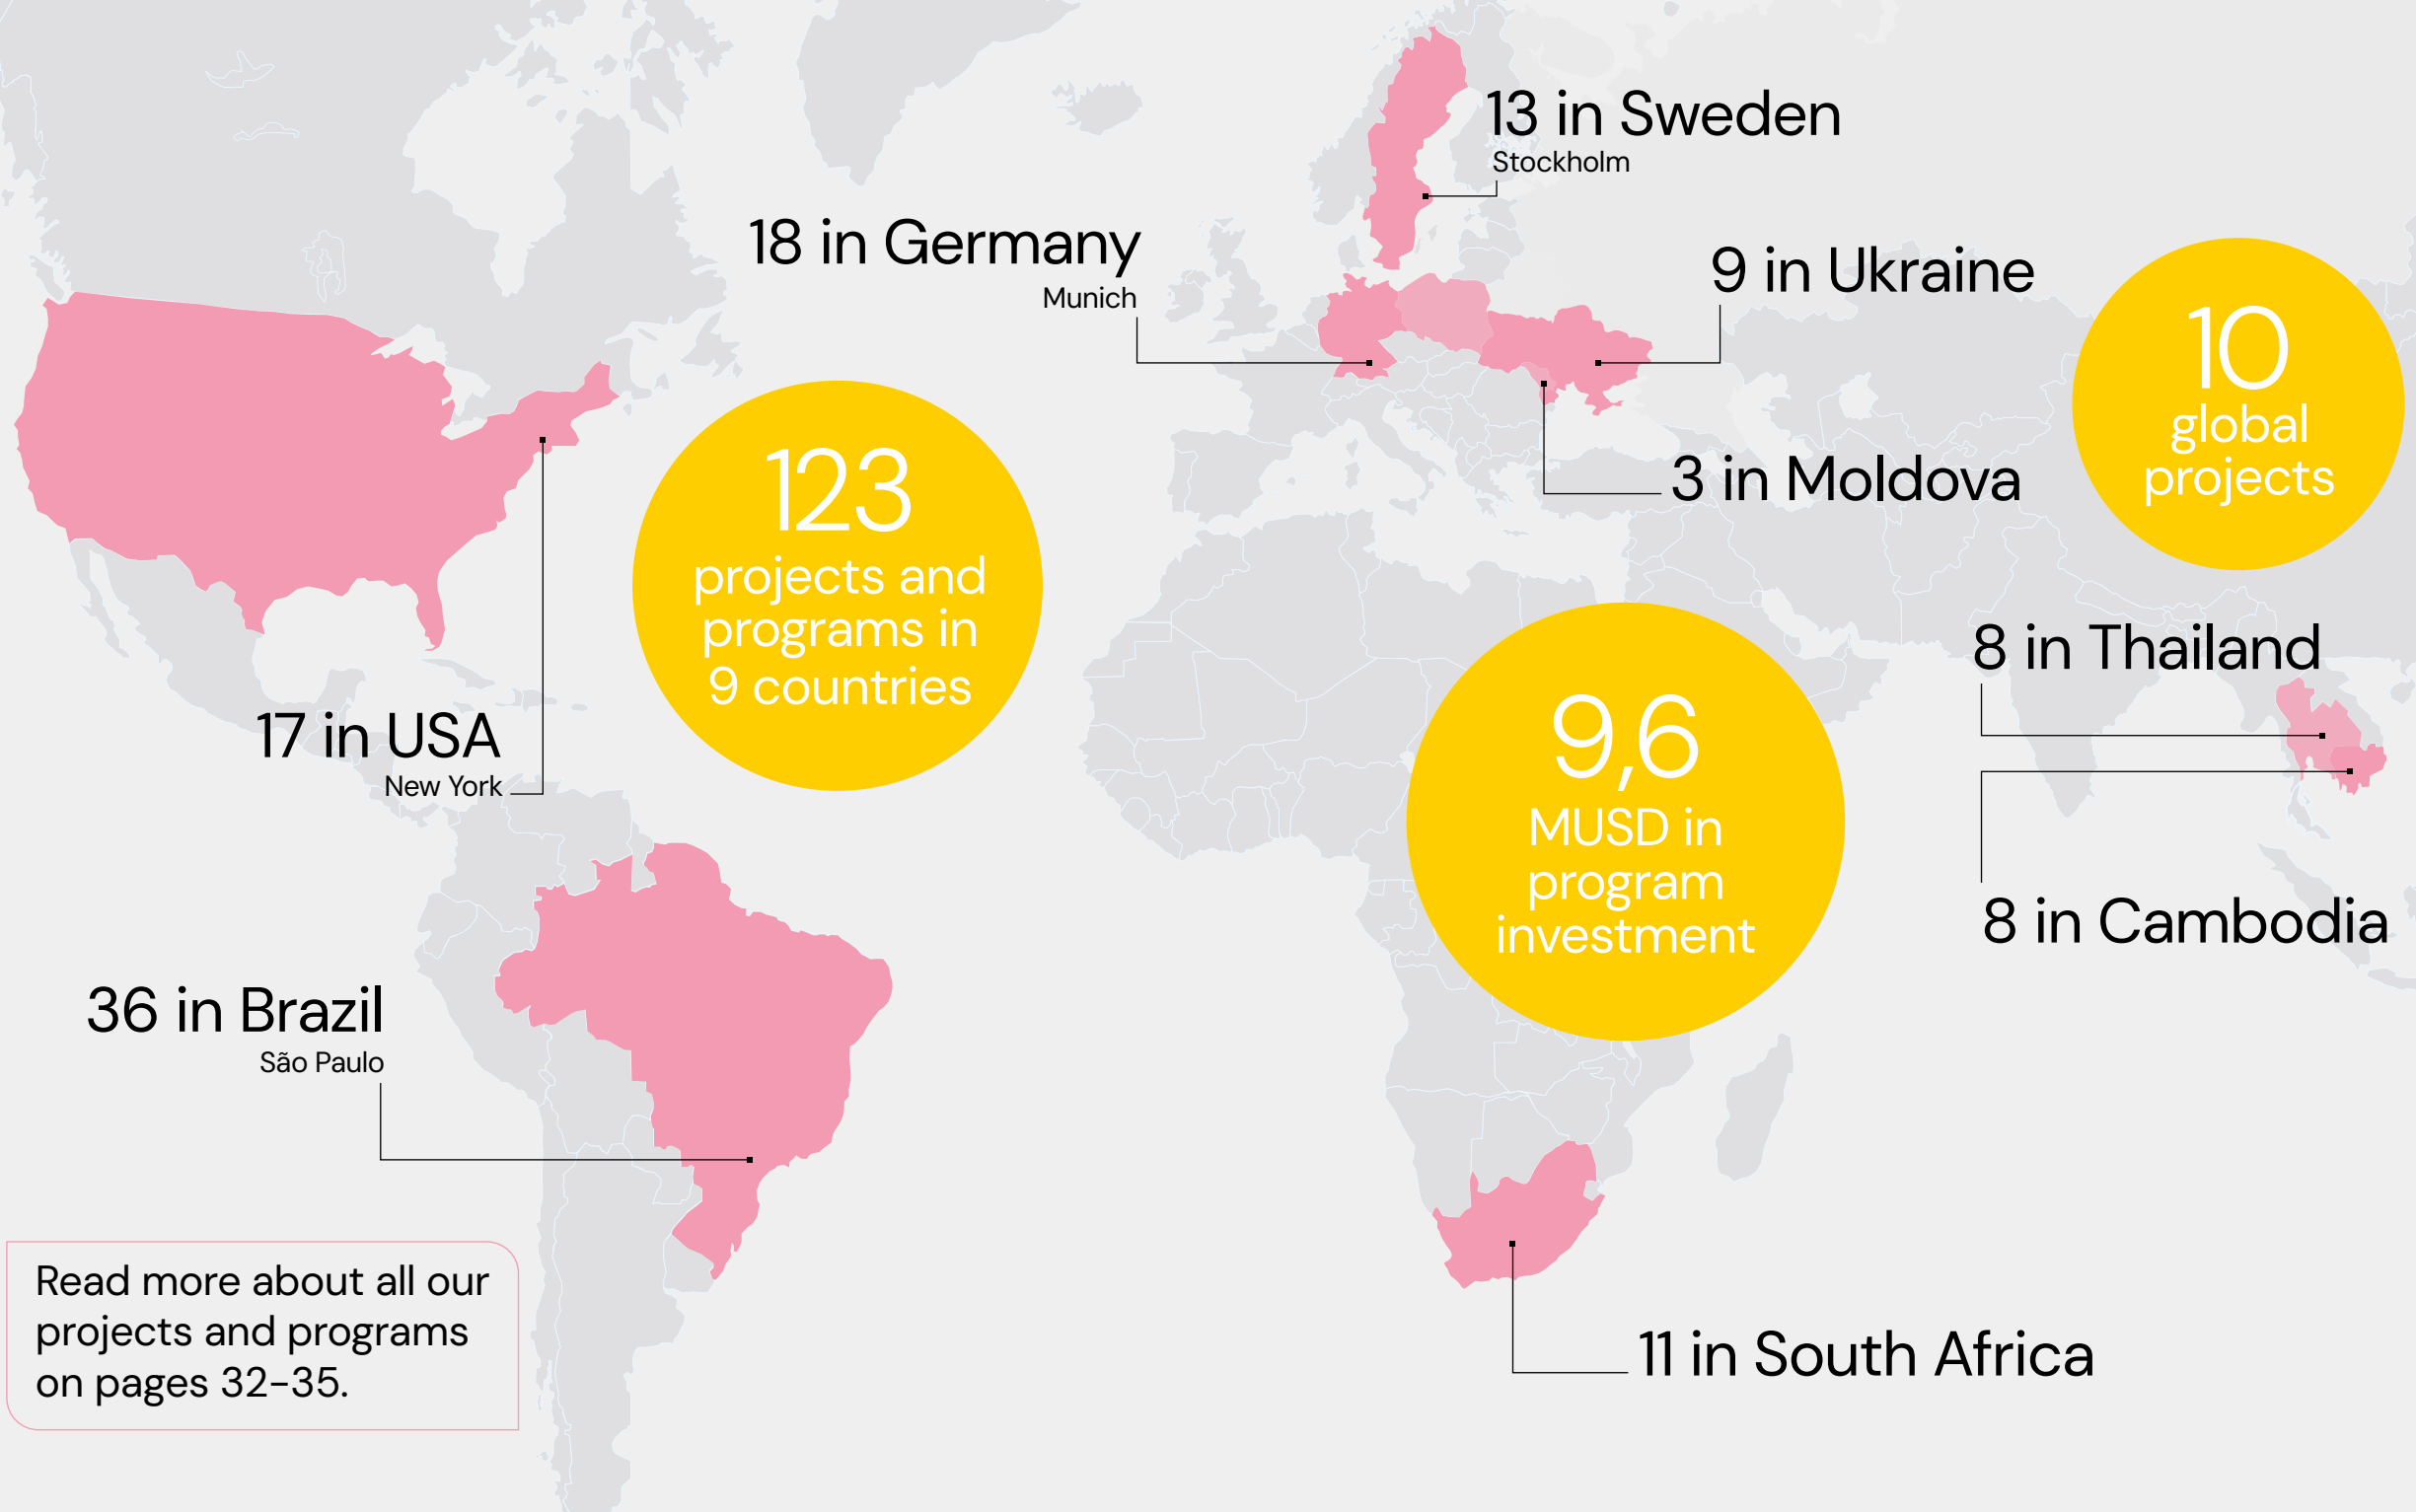 13 in Sweden
Stockholm
18 in Germany
Munich
9 in Ukraine
10
global
projects
3 in Moldova
123
projects and
programs in
9 countries
8 in Thailand
17 in USA
New York
9,6
MUSD in
program
investment
8 in Cambodia
36 in Brazil
São Paulo
Read more about all our
projects and programs
on pages 32-35.
11 in South Africa